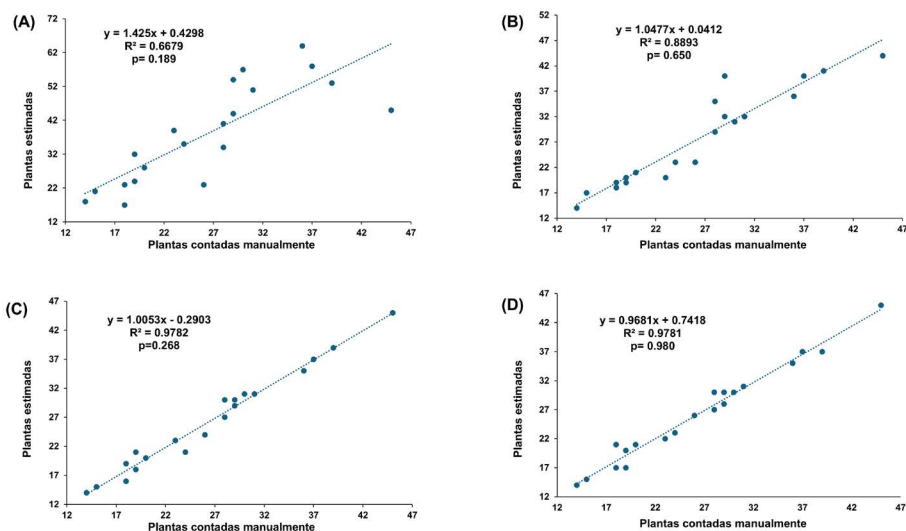 (A)
y = 1.425x + 0.4298
R² = 0.6679
p= 0.189
Plantas estimadas
72
62
52
42
32
22
12
12 17 22 27 32 37 42 47
Plantas contadas manualmente
(B)
y = 1.0477x + 0.0412
R² = 0.8893
p= 0.650
Plantas estimadas
52
47
42
37
32
27
22
17
12
12 17 22 27 32 37 42 47
Plantas contadas manualmente
(C)
y = 1.0053x - 0.2903
R² = 0.9782
p=0.268
Plantas estimadas
47
42
37
32
27
22
17
12
12 17 22 27 32 37 42 47
Plantas contadas manualmente
(D)
y = 0.9681x + 0.7418
R² = 0.9781
p= 0.980
Plantas estimadas
47
42
37
32
27
22
17
12
12 17 22 27 32 37 42 47
Plantas contadas manualmente